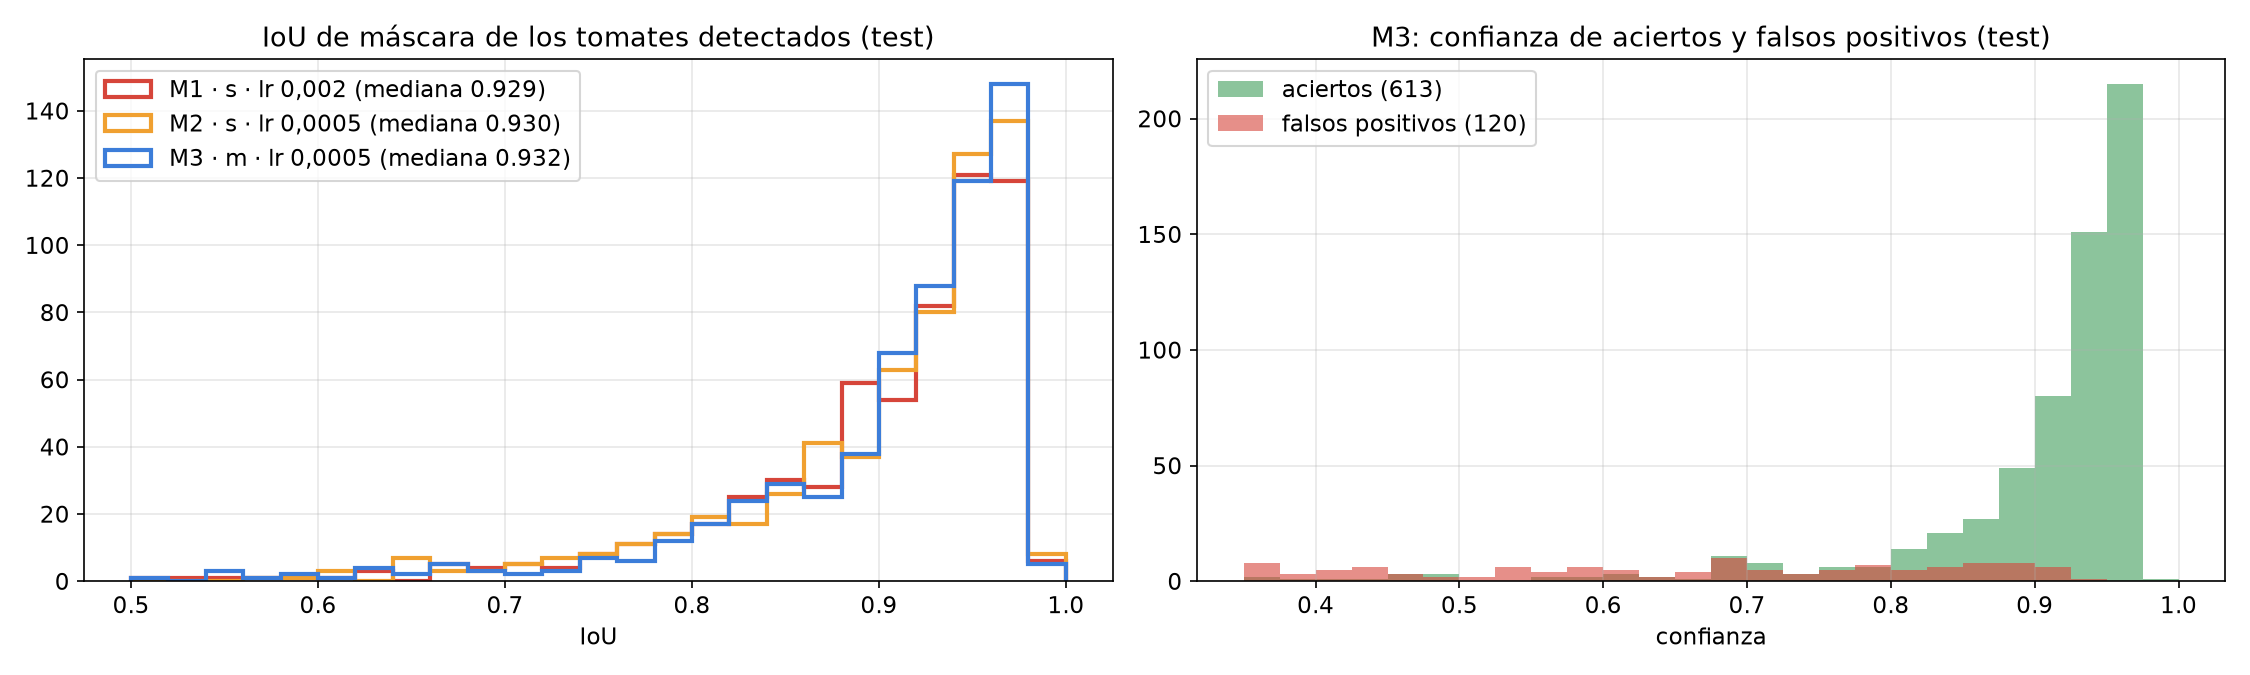 IoU de máscara de los tomates detectados (test)
M1 · s · lr 0,002 (mediana 0.929)
M2 · s · lr 0,0005 (mediana 0.930)
M3 · m · lr 0,0005 (mediana 0.932)
140
120
100
80
60
40
20
0
0.5 0.6 0.7 0.8 0.9 1.0
IoU
M3: confianza de aciertos y falsos positivos (test)
aciertos (613)
falsos positivos (120)
200
150
100
50
0
0.4 0.5 0.6 0.7 0.8 0.9 1.0
confianza